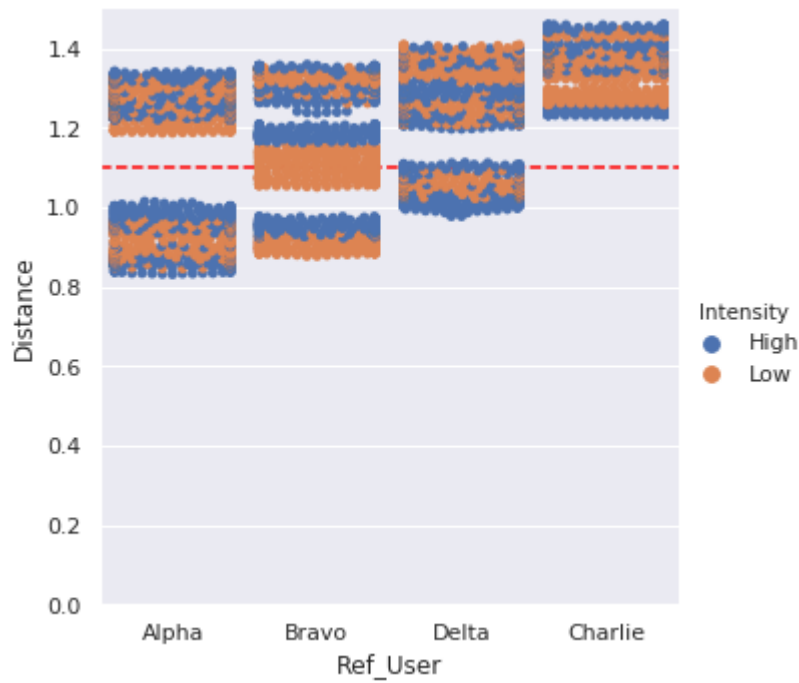 1.4
1.2
1.0
0.8
0.6
0.4
0.2
0.0
Distance
Alpha
Bravo
Delta
Charlie
Ref_User
Intensity
High
Low